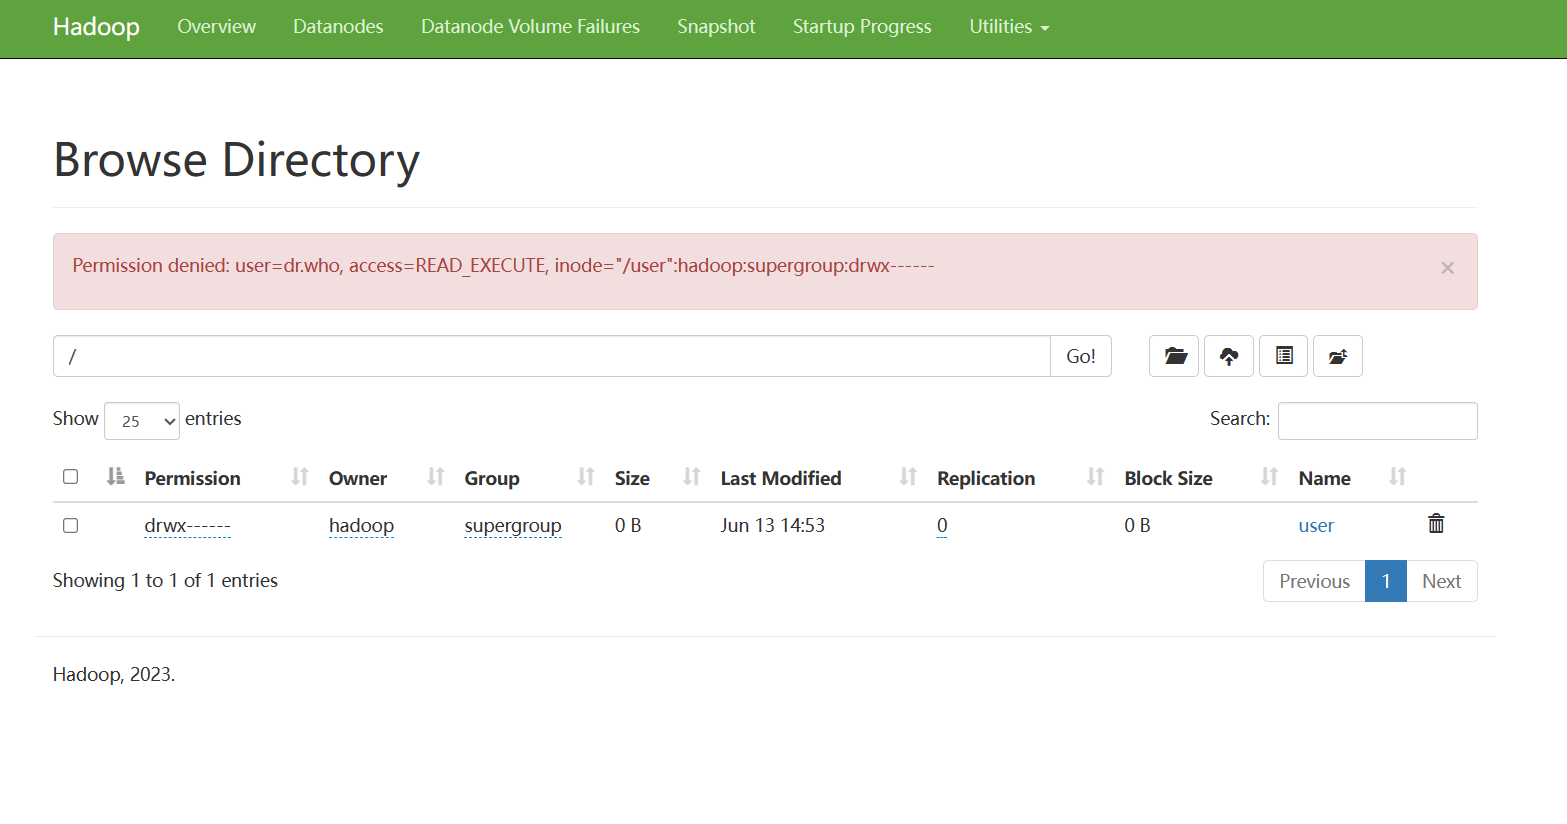 Hadoop Overview Datanodes Datanode Volume Failures Snapshot Startup Progress Utilities
Browse Directory
Permission denied: user=dr.who, access=READ_EXECUTE, inode="/user":hadoop:supergroup:drwx------ ×
/ Go!
Show 25 entries Search:
Permission Owner Group Size Last Modified Replication Block Size Name
drwx------ hadoop supergroup 0 B Jun 13 14:53 0 0 B user
Showing 1 to 1 of 1 entries Previous 1 Next
Hadoop, 2023.